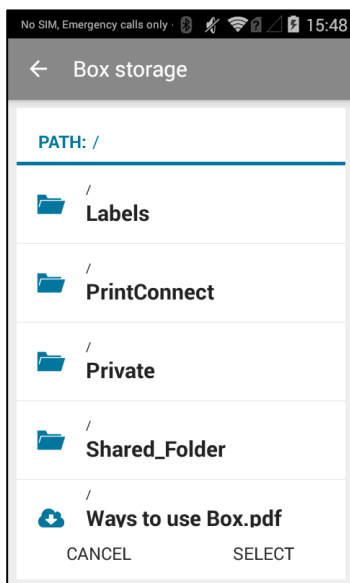 No SIM, Emergency calls only · 15:48
Box storage
PATH: /
/
Labels
/
PrintConnect
/
Private
/
Shared_Folder
/
Ways to use Box.pdf
CANCEL SELECT